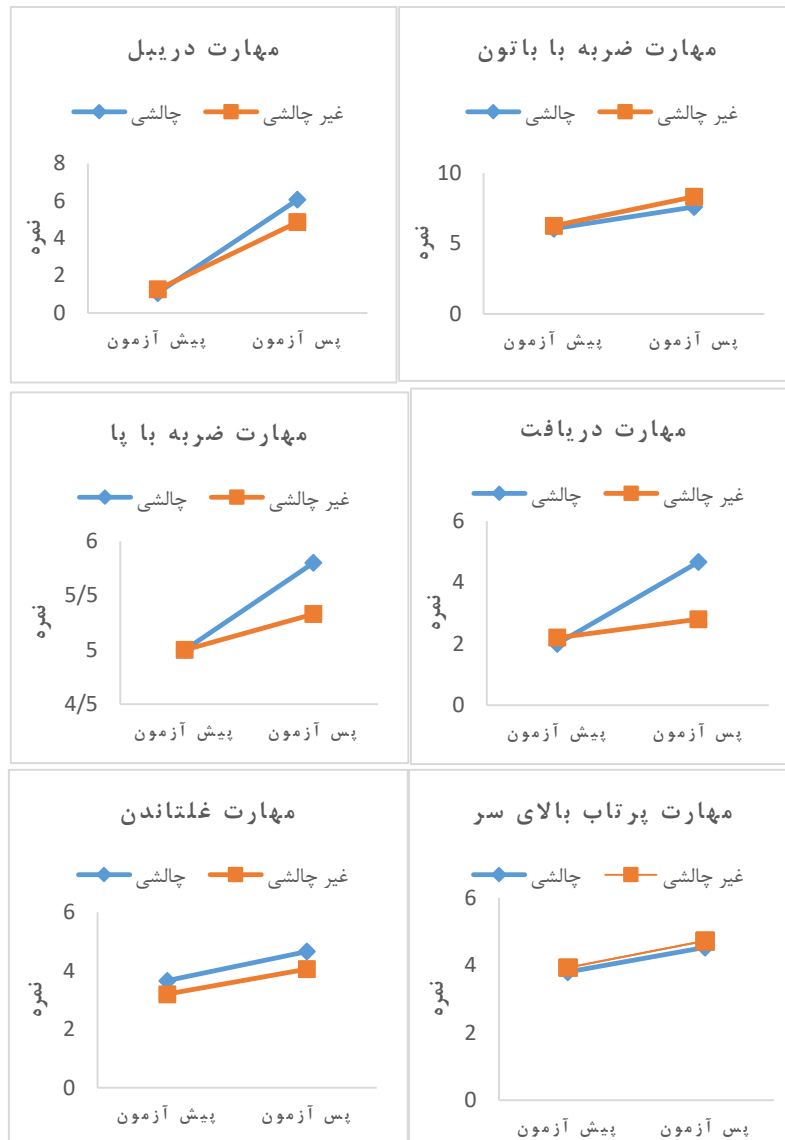 مهارت ضربه با باتون
چالشی غیر چالشی
10
5
0
نمره
پیش آزمون پس آزمون
مهارت دریبل
چالشی غیر چالشی
8
6
4
2
0
نمره
پیش آزمون پس آزمون
مهارت دریافت
چالشی غیر چالشی
6
4
2
0
نمره
پیش آزمون پس آزمون
مهارت ضربه با پا
چالشی غیر چالشی
6
5/5
5
4/5
نمره
پیش آزمون پس آزمون
مهارت پرتاب بالای سر
چالشی غیر چالشی
6
4
2
0
نمره
پیش آزمون پس آزمون
مهارت غلتاندن
چالشی غیر چالشی
6
4
2
0
نمره
پیش آزمون پس آزمون